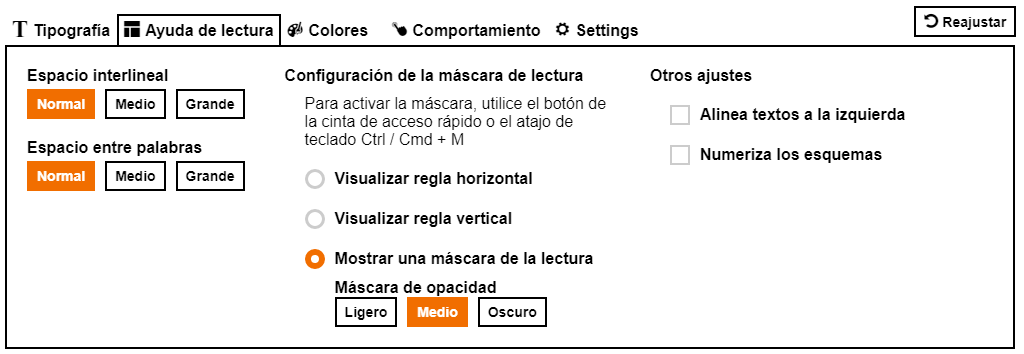 Tipografía
Ayuda de lectura
Colores
Comportamiento
Settings
Reajustar
Espacio interlineal
Normal
Medio
Grande
Espacio entre palabras
Normal
Medio
Grande
Configuración de la máscara de lectura
Para activar la máscara, utilice el botón de
la cinta de acceso rápido o el atajo de
teclado Ctrl / Cmd + M
Visualizar regla horizontal
Visualizar regla vertical
Mostrar una máscara de la lectura
Máscara de opacidad
Ligero
Medio
Oscuro
Otros ajustes
Alinea textos a la izquierda
Numeriza los esquemas